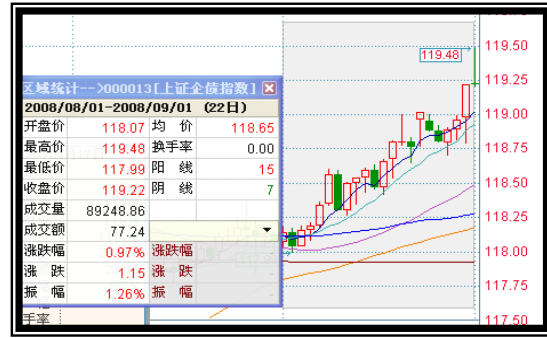 119.48
119.50
119.25
119.00
118.75
118.50
118.25
118.00
117.75
117.50
区域统计-->000013[上证企债指数]
2008/08/01-2008/09/01 (22日)
开盘价 118.07 均 价 118.65
最高价 119.48 换手率 0.00
最低价 117.99 阳 线 15
收盘价 119.22 阴 线 7
成交量 89248.86
成交额 77.24
涨跌幅 0.97% 涨跌幅 -
涨 跌 1.15 涨 跌 -
振 幅 1.26% 振 幅 -
手率